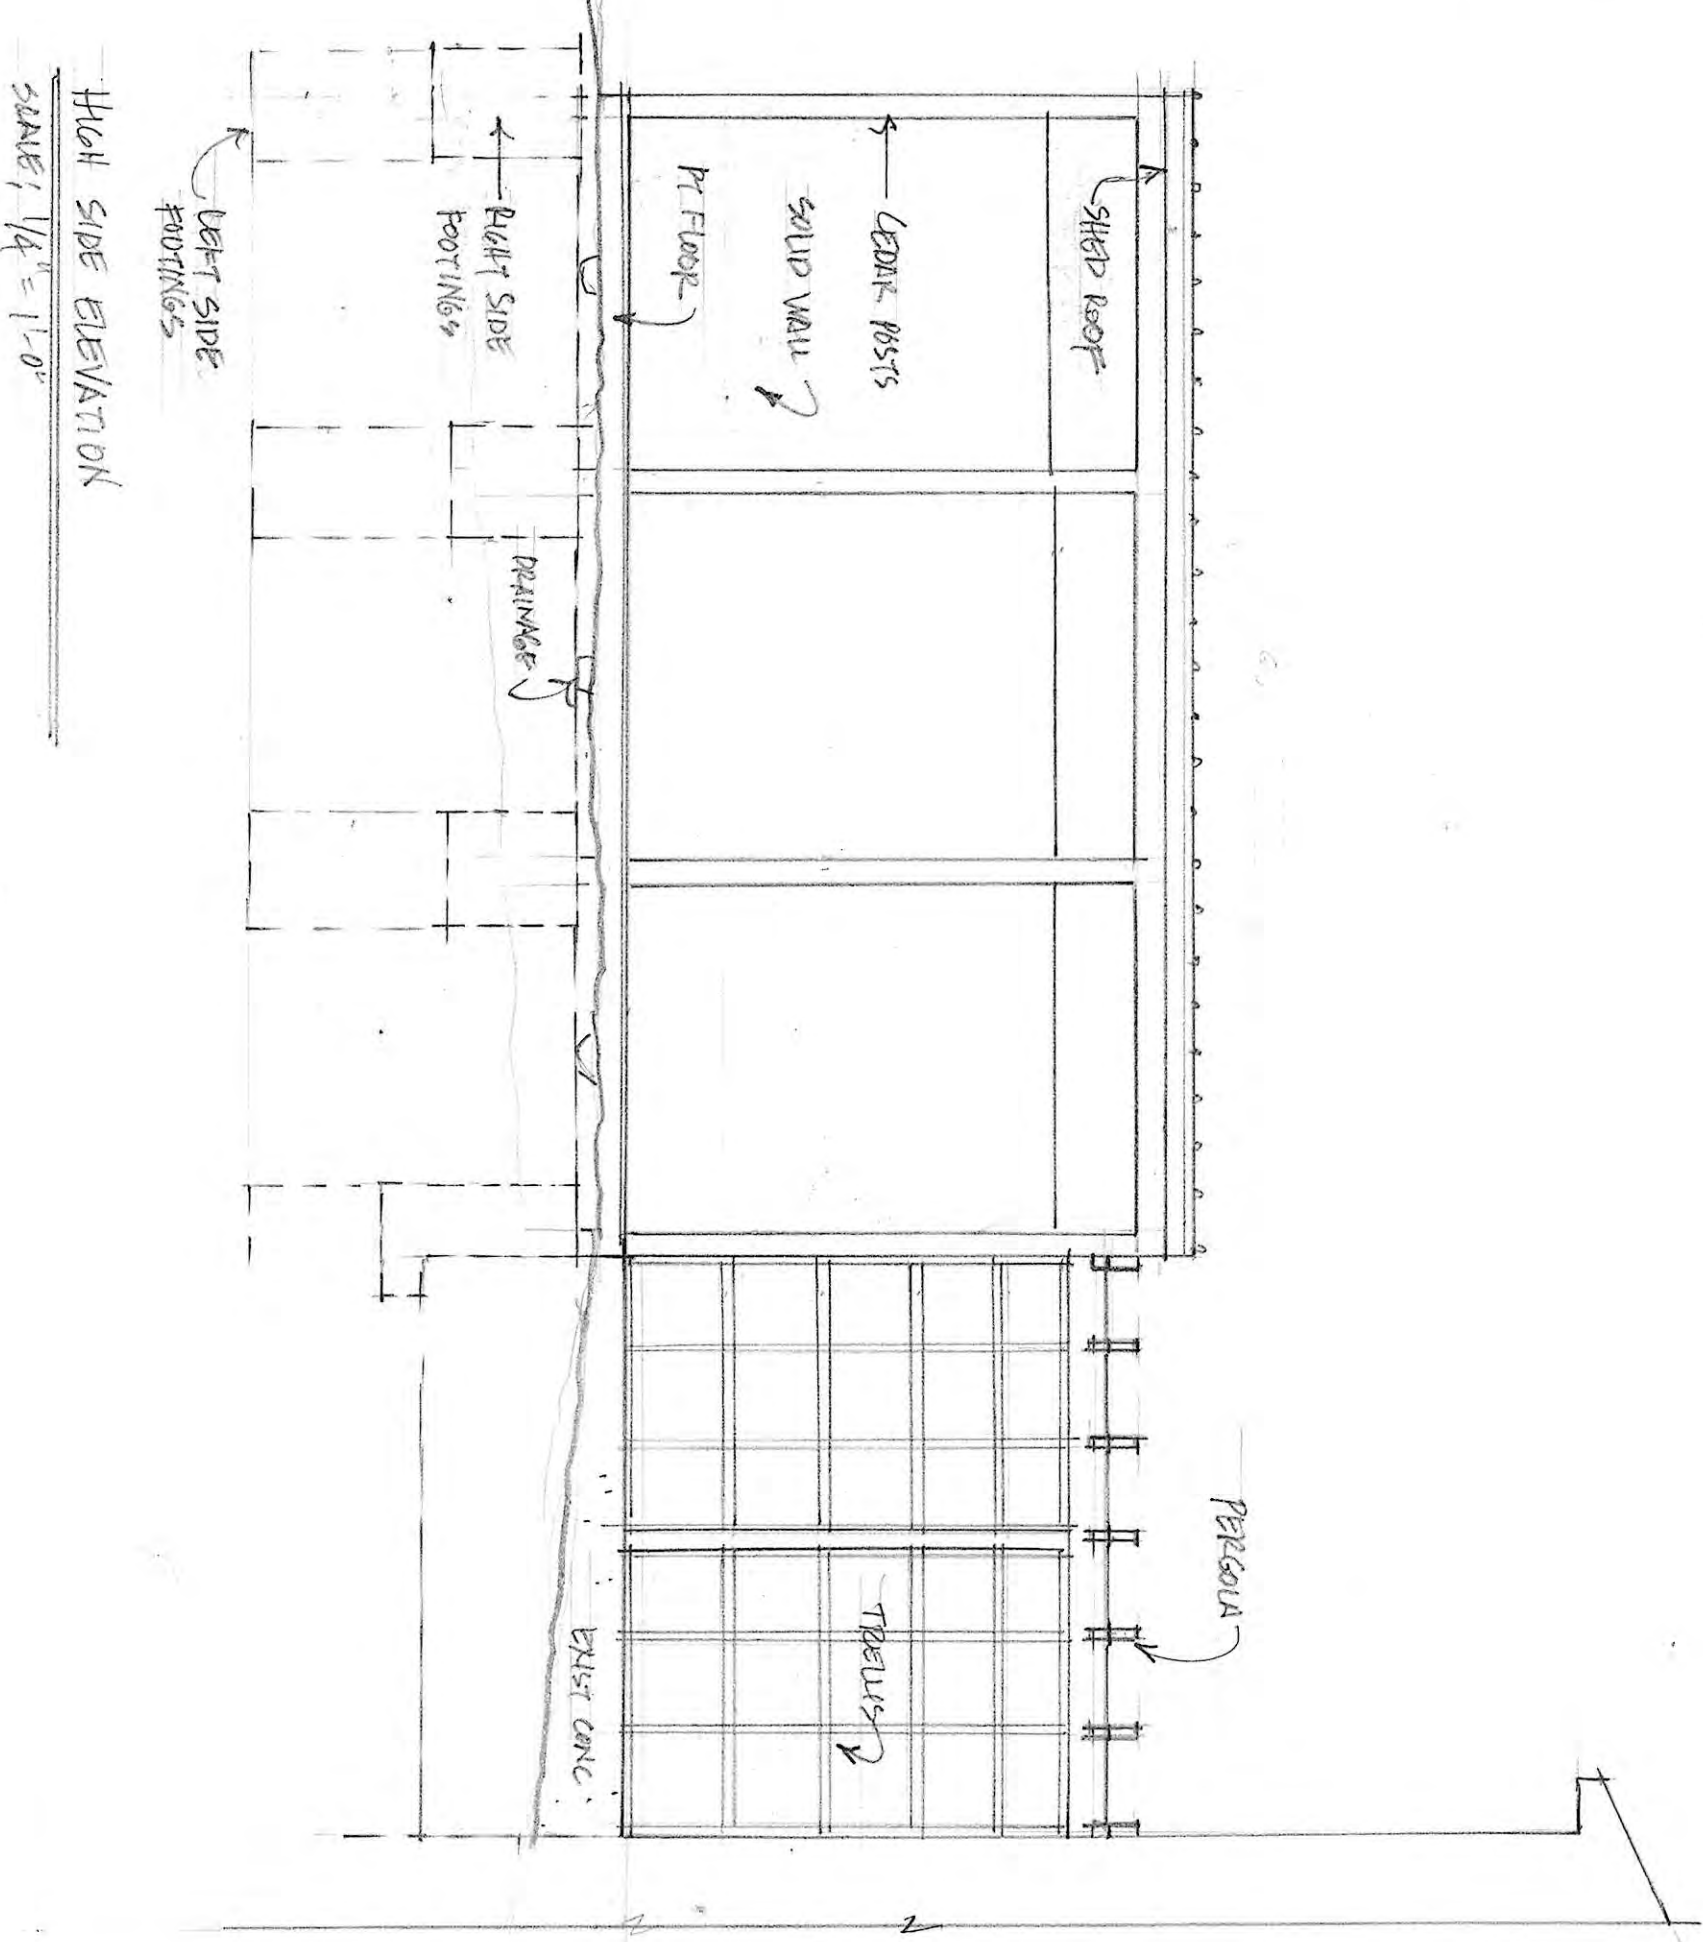 SHED ROOF
CEDAR POSTS
SOLID WALL
PT FLOOR
RIGHT SIDE
FOOTINGS
LEFT SIDE
FOOTINGS
DRAINAGE
PERGOLA
TRELLIS
EXIST CONC.
HIGH SIDE ELEVATION
SCALE: 1/4" = 1'-0"